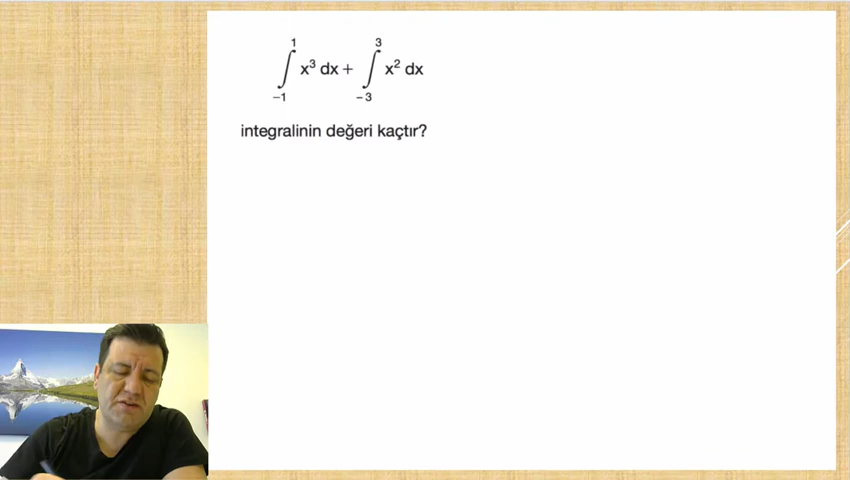 ∫₋₁¹ x³ dx + ∫₋₃³ x² dx
integralinin değeri kaçtır?